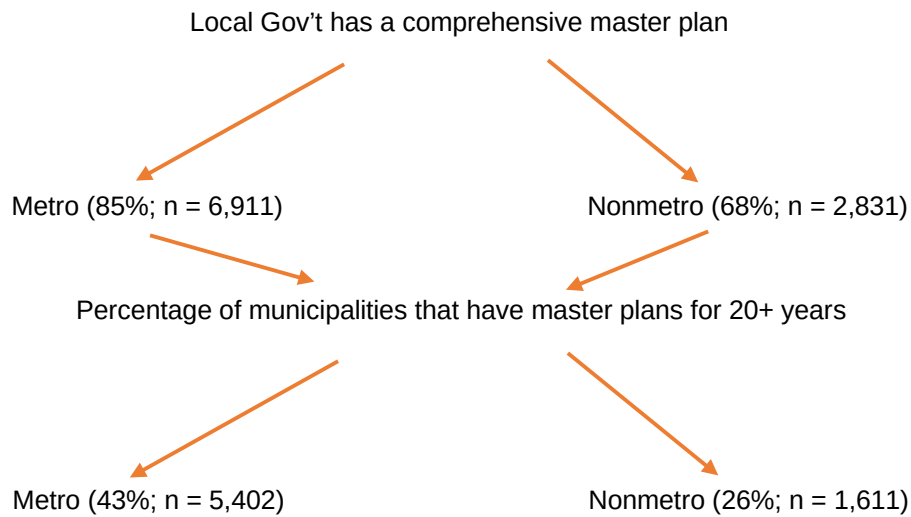 Local Gov’t has a comprehensive master plan
Metro (85%; n = 6,911)
Nonmetro (68%; n = 2,831)
Percentage of municipalities that have master plans for 20+ years
Metro (43%; n = 5,402)
Nonmetro (26%; n = 1,611)